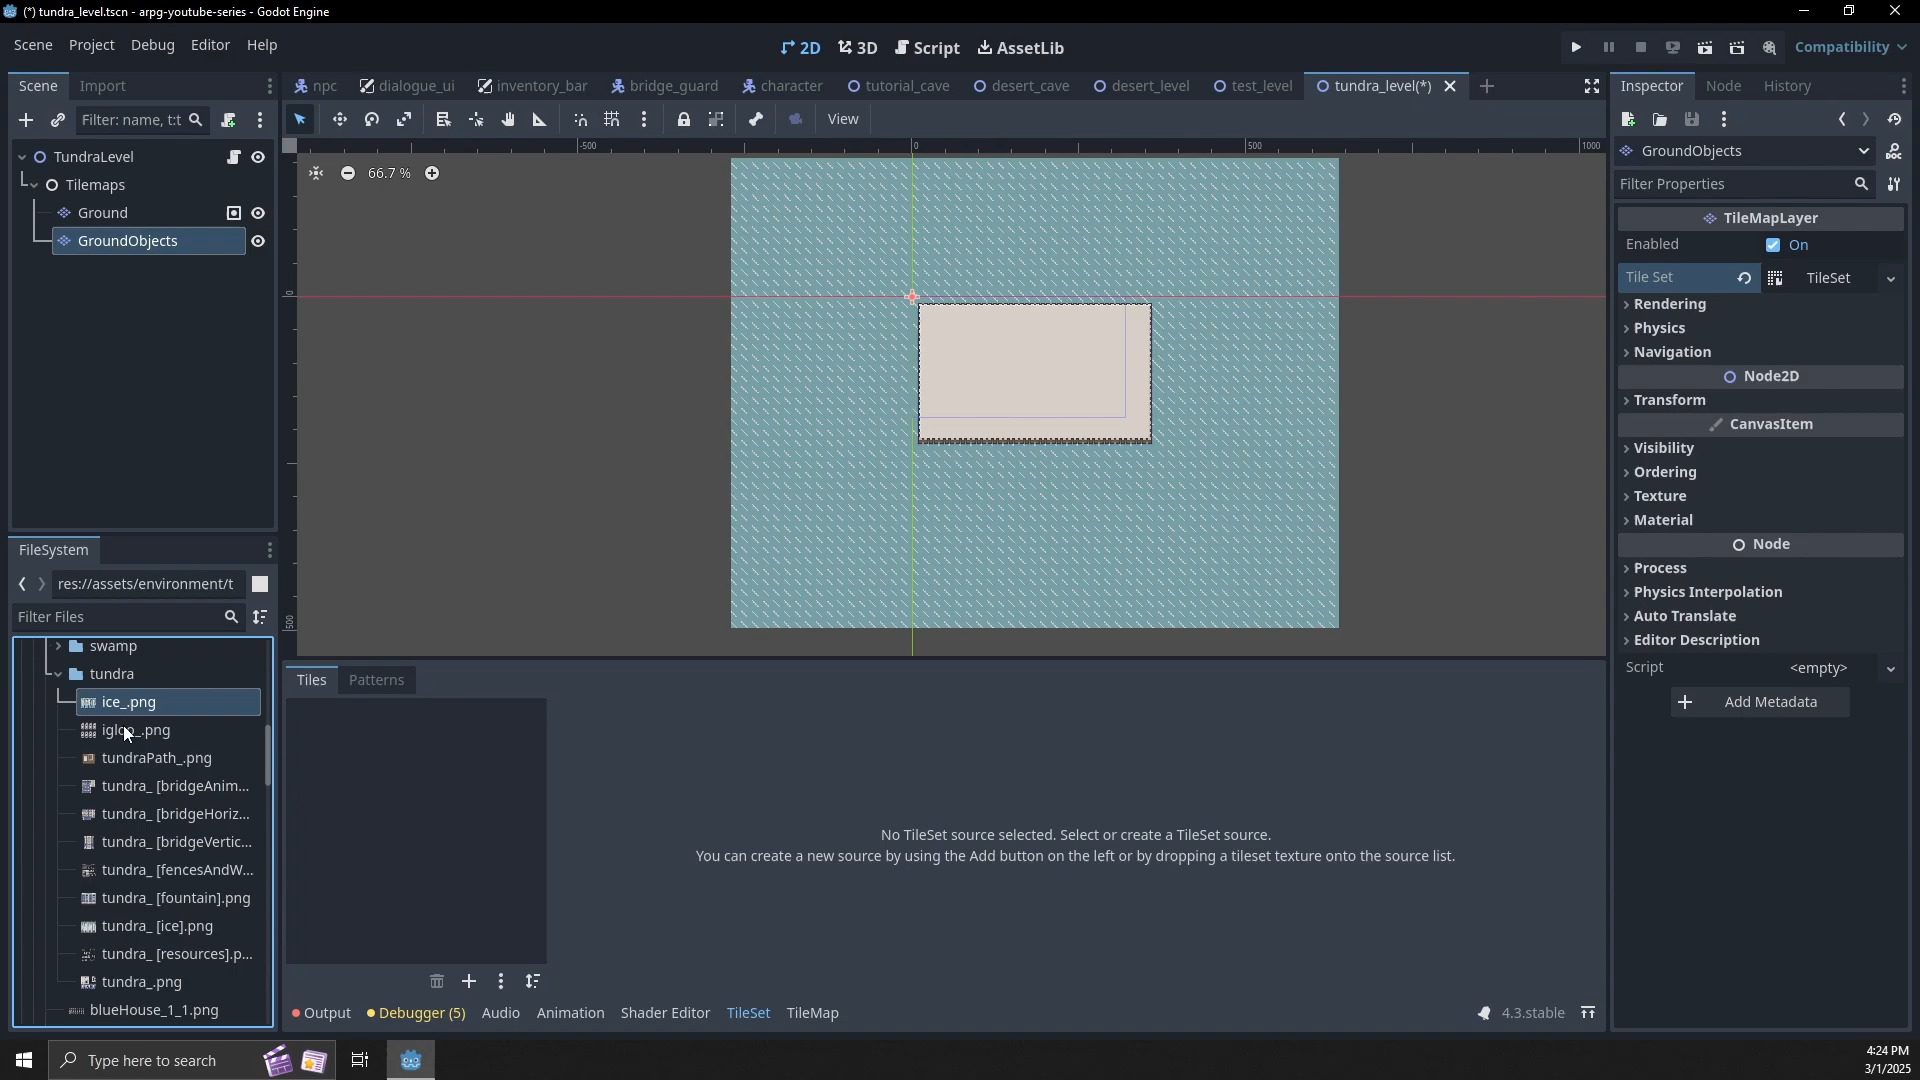 (*) tundra_level.tscn - arpg-youtube-series - Godot Engine
Scene Project Debug Editor Help
2D 3D Script AssetLib
Compatibility
Scene Import
npc dialogue_ui inventory_bar bridge_guard character tutorial_cave desert_cave desert_level test_level tundra_level(*)
Inspector Node History
Filter: name, t:t
View
TundraLevel
Tilemaps
Ground
GroundObjects
-500 0 500 1000
66.7 %
0
500
GroundObjects
Filter Properties
TileMapLayer
Enabled On
Tile Set TileSet
Rendering
Physics
Navigation
Node2D
Transform
CanvasItem
Visibility
Ordering
Texture
Material
Node
Process
Physics Interpolation
Auto Translate
Editor Description
Script <empty>
Add Metadata
FileSystem
res://assets/environment/t
Filter Files
swamp
tundra
ice_.png
tundraPath_.png
tundra_ [bridgeAnim...
tundra_ [bridgeHoriz...
tundra_ [bridgeVertic...
tundra_ [fencesAndW...
tundra_ [fountain].png
tundra_ [ice].png
tundra_ [resources].p...
tundra_.png
blueHouse_1_1.png
Tiles Patterns
No TileSet source selected. Select or create a TileSet source.
You can create a new source by using the Add button on the left or by dropping a tileset texture onto the source list.
Output Debugger (5) Audio Animation Shader Editor TileSet TileMap
4.3.stable
Type here to search
4:24 PM
3/1/2025